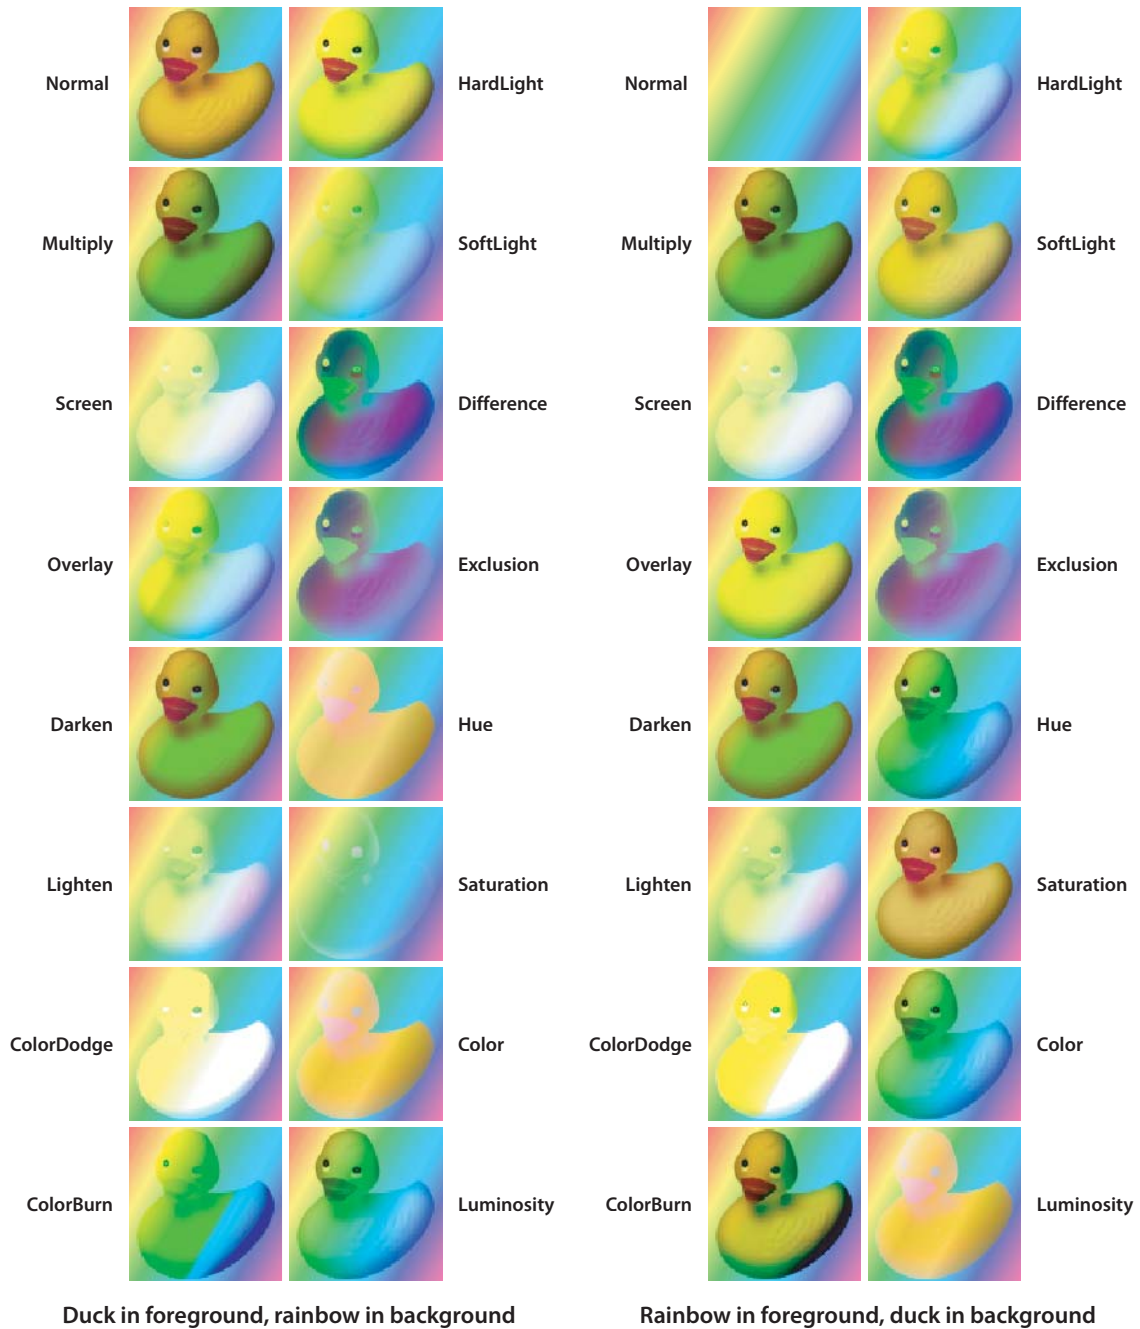 Normal HardLight Normal HardLight
Multiply SoftLight Multiply SoftLight
Screen Difference Screen Difference
Overlay Exclusion Overlay Exclusion
Darken Hue Darken Hue
Lighten Saturation Lighten Saturation
ColorDodge Color ColorDodge Color
ColorBurn Luminosity ColorBurn Luminosity
Duck in foreground, rainbow in background Rainbow in foreground, duck in background